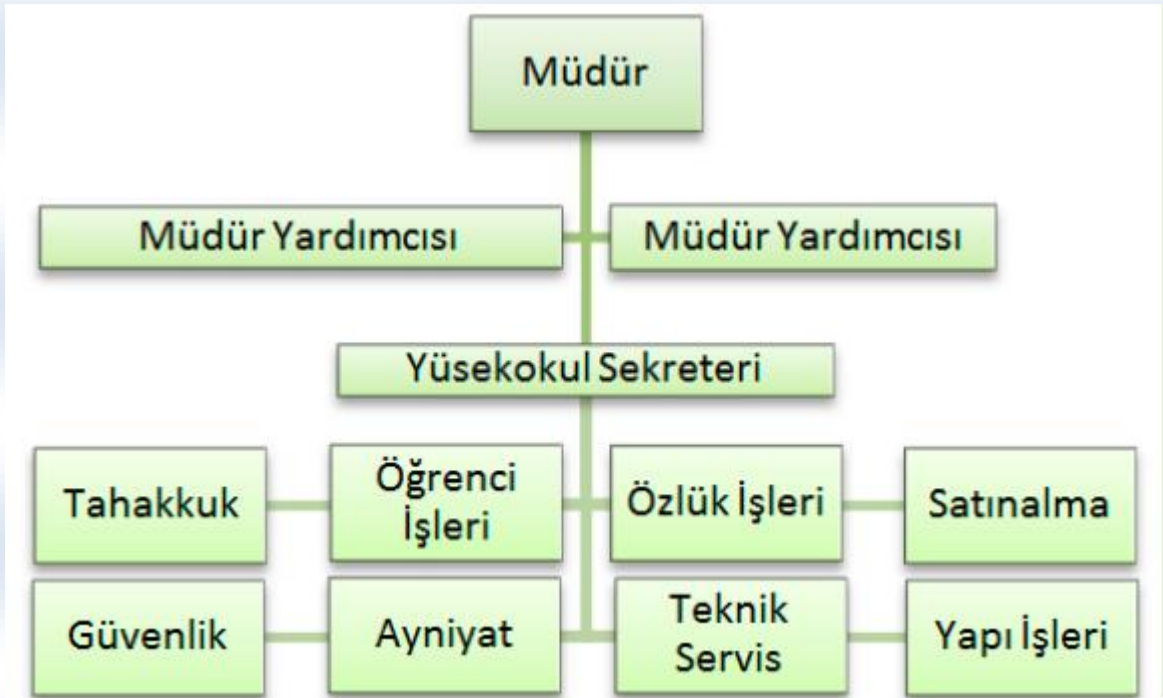 Müdür
Müdür Yardımcısı
Müdür Yardımcısı
Yüsekokul Sekreteri
Tahakkuk
Öğrenci
İşleri
Özlük İşleri
Satınalma
Güvenlik
Ayniyat
Teknik
Servis
Yapı İşleri